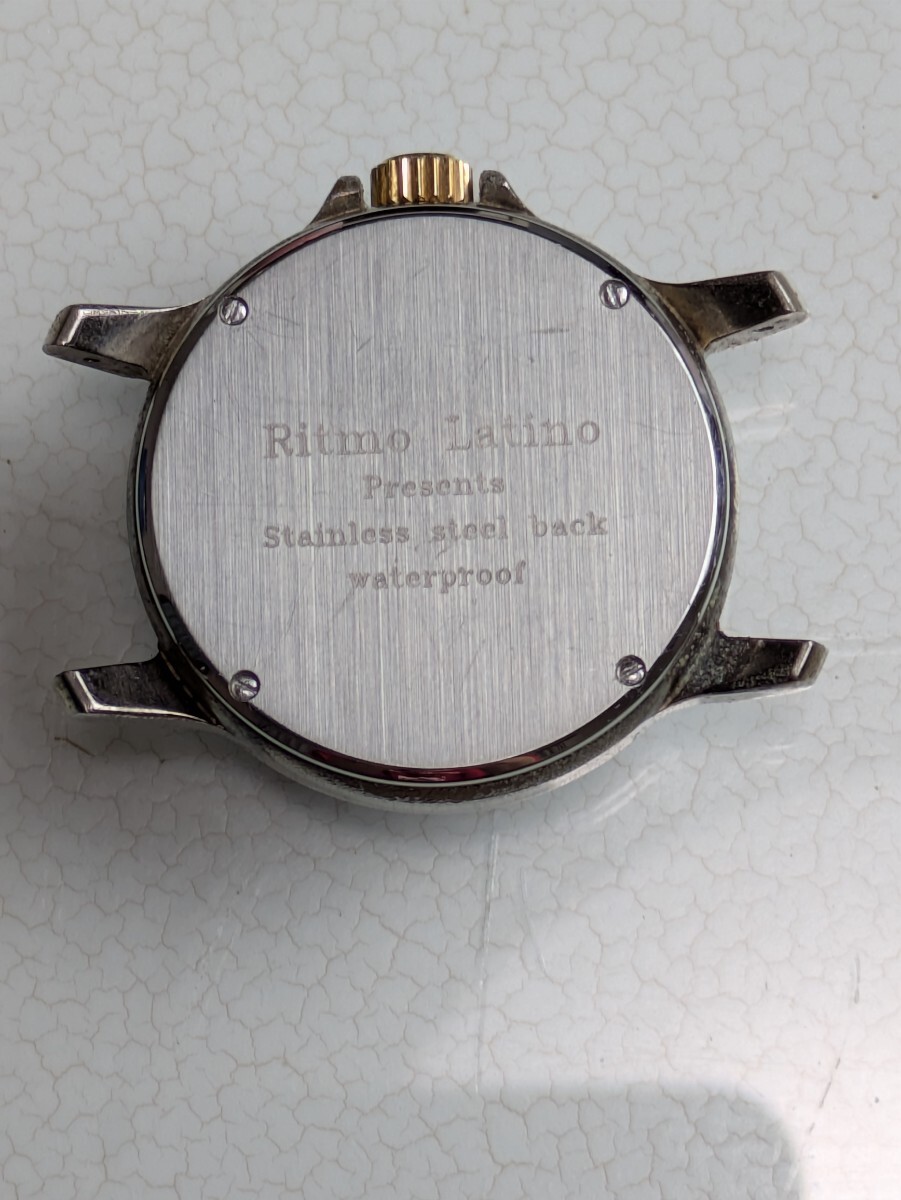 Ritmo Latino
Presents
Stainless steel back
waterproof